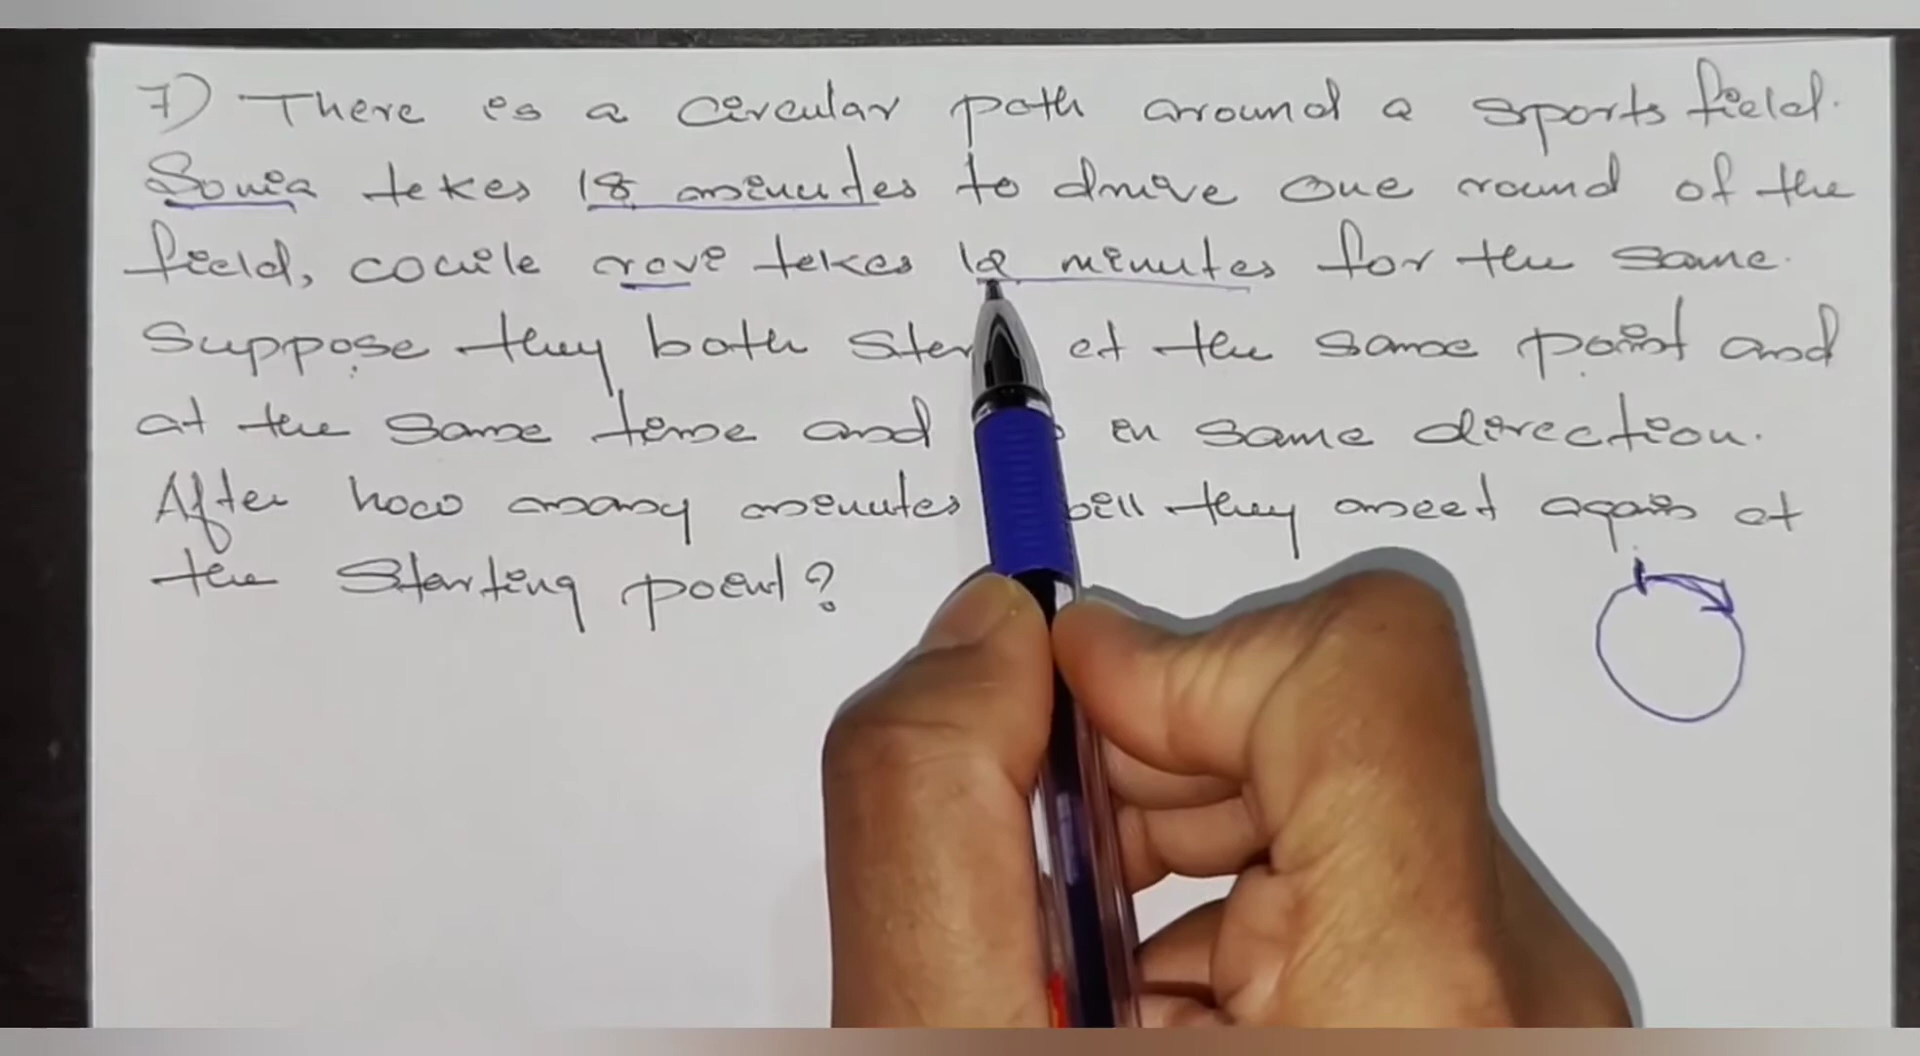 7) There is a circular path around a sports field.
Sonia takes 18 minutes to drive one round of the
field, while ravi takes 12 minutes for the same.
Suppose they both at the same point and
at the same time and in same direction.
After how many minutes will they meet again at
the starting point?